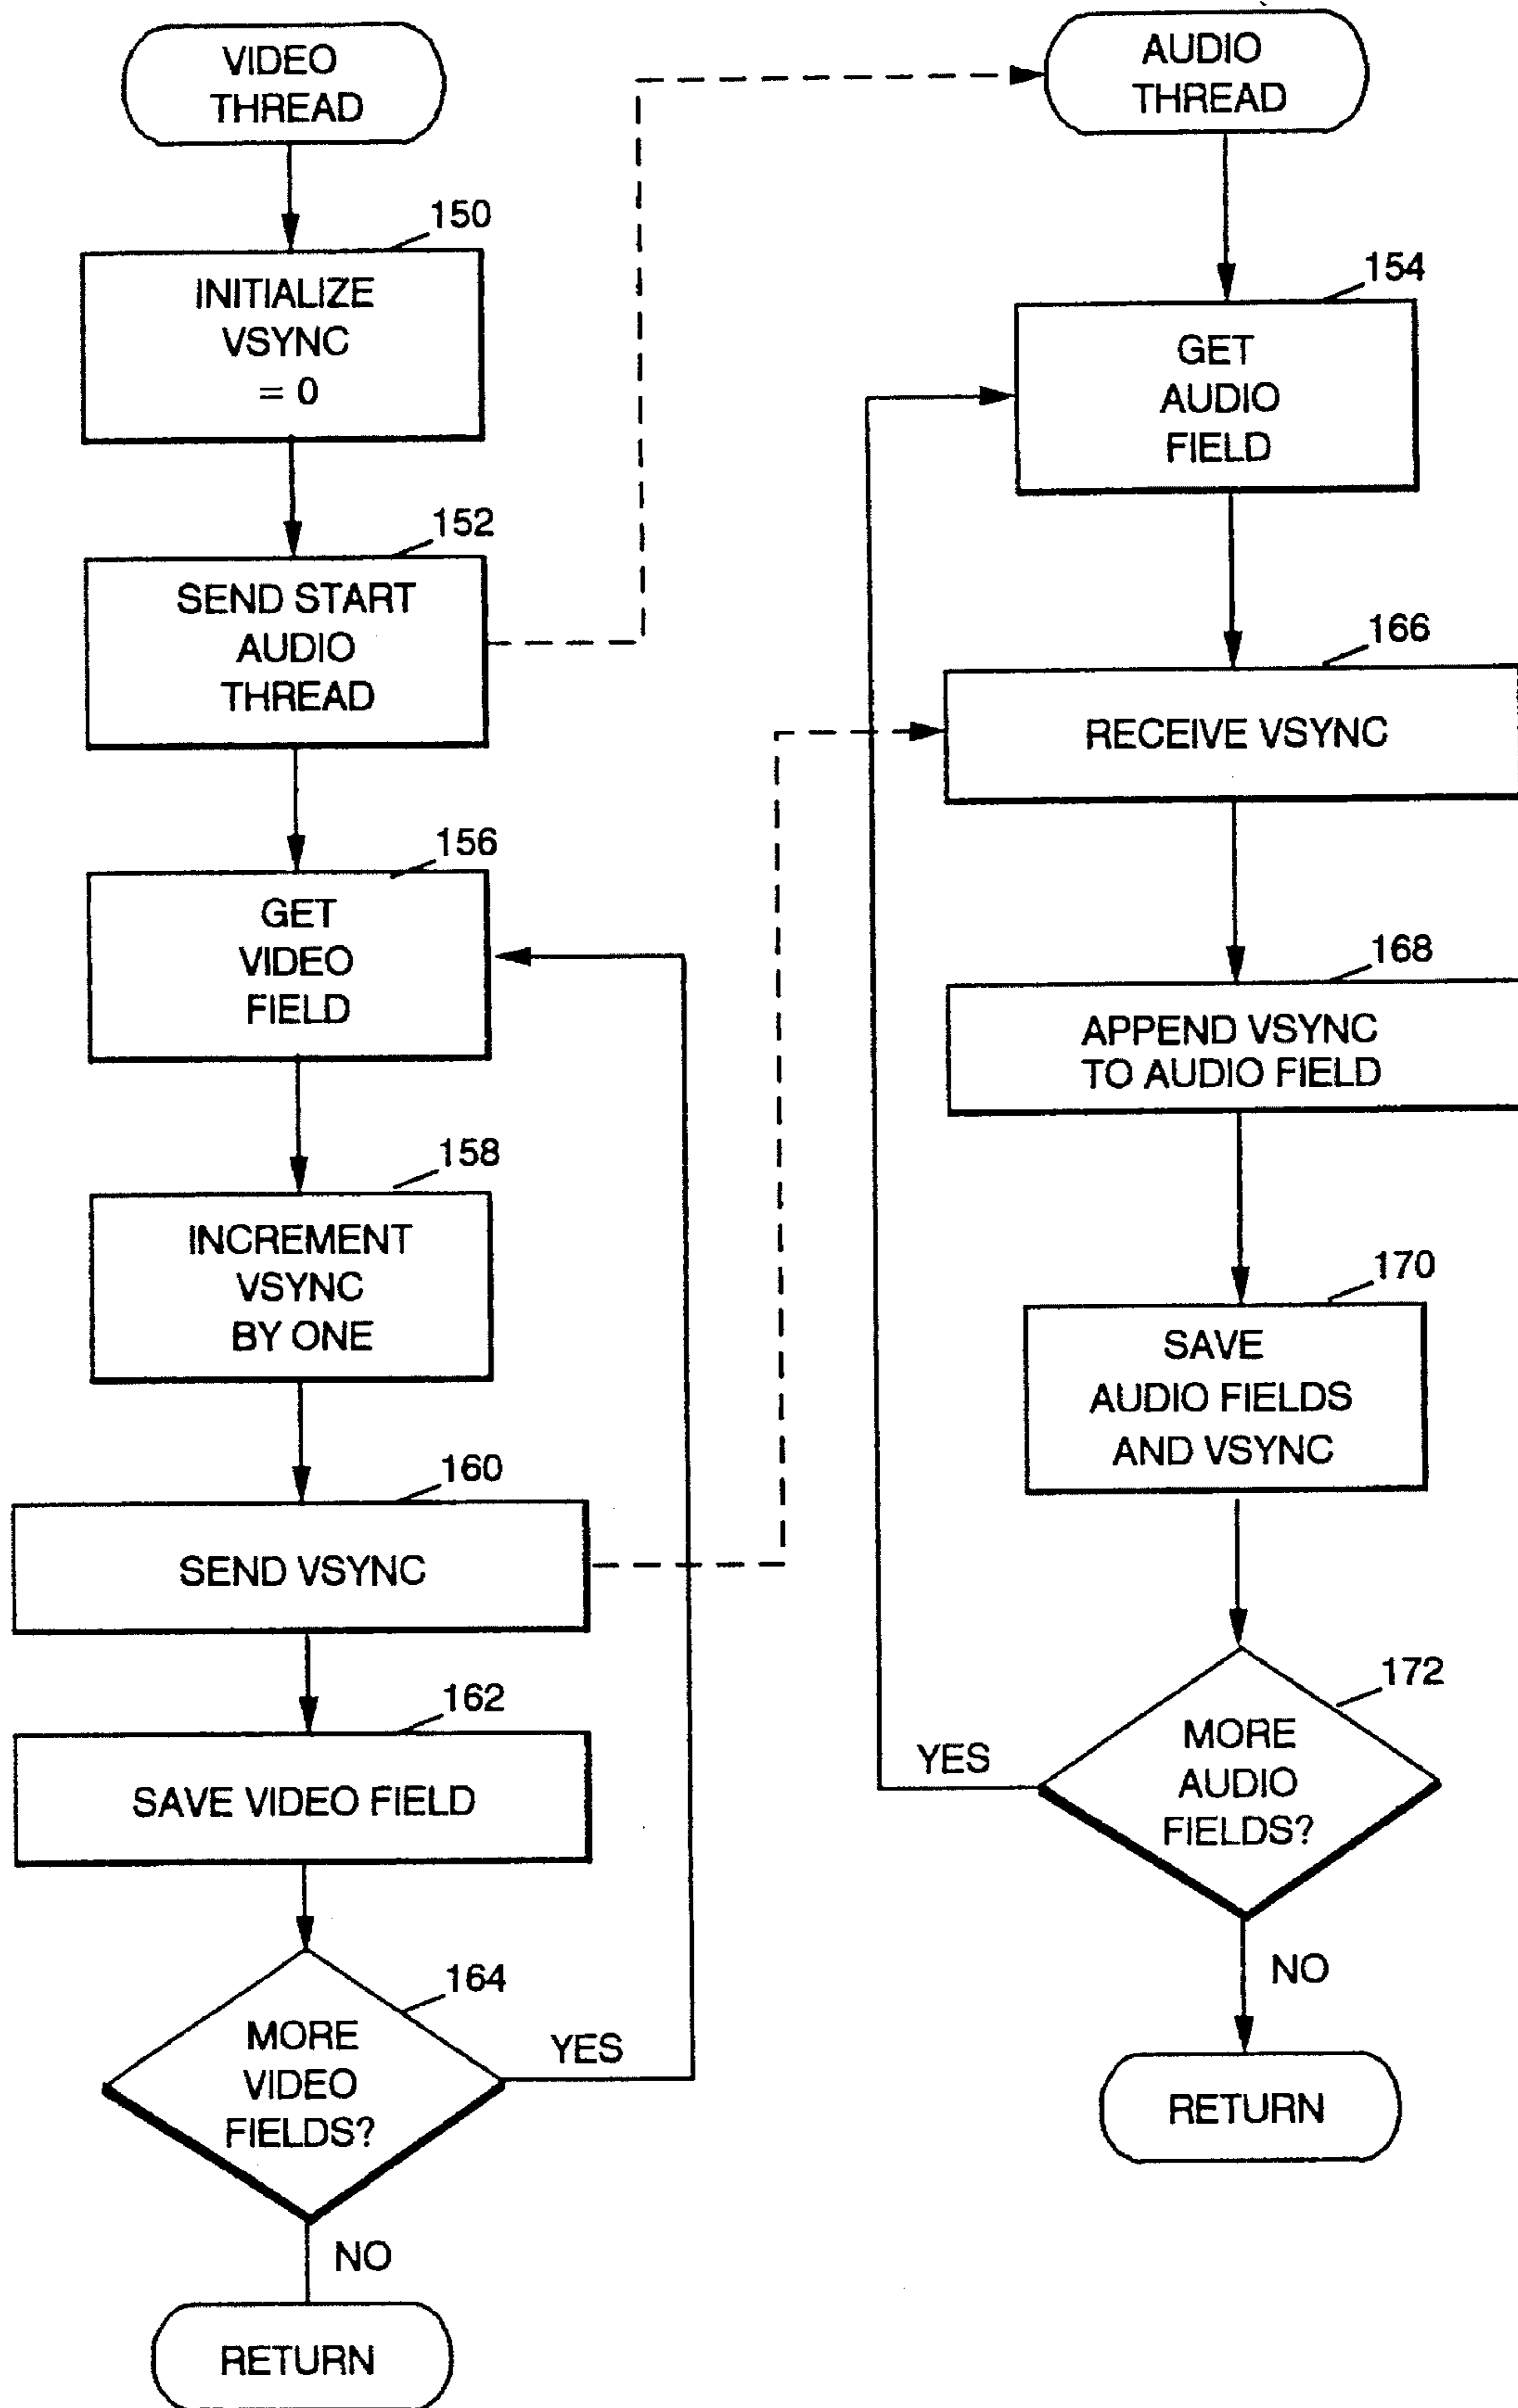 VIDEO
THREAD
150
INITIALIZE
VSYNC
= 0
152
SEND START
AUDIO
THREAD
156
GET
VIDEO
FIELD
158
INCREMENT
VSYNC
BY ONE
160
SEND VSYNC
162
SAVE VIDEO FIELD
164
MORE
VIDEO
FIELDS?
YES
NO
RETURN
AUDIO
THREAD
154
GET
AUDIO
FIELD
166
RECEIVE VSYNC
168
APPEND VSYNC
TO AUDIO FIELD
170
SAVE
AUDIO FIELDS
AND VSYNC
172
MORE
AUDIO
FIELDS?
YES
NO
RETURN